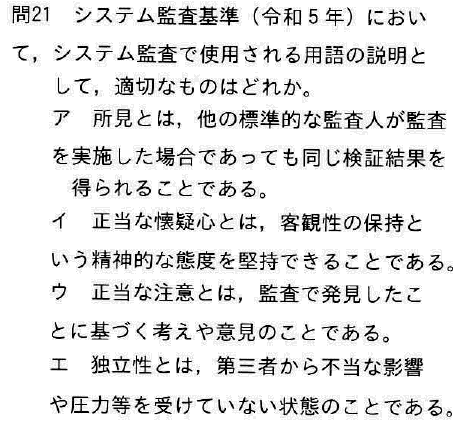 問21　システム監査基準（令和５年）におい
て，システム監査で使用される用語の説明と
して，適切なものはどれか。
ア　所見とは，他の標準的な監査人が監査
を実施した場合であっても同じ検証結果を
得られることである。
イ　正当な懐疑心とは，客観性の保持と
いう精神的な態度を堅持できることである。
ウ　正当な注意とは，監査で発見したこ
とに基づく考えや意見のことである。
エ　独立性とは，第三者から不当な影響
や圧力等を受けていない状態のことである。